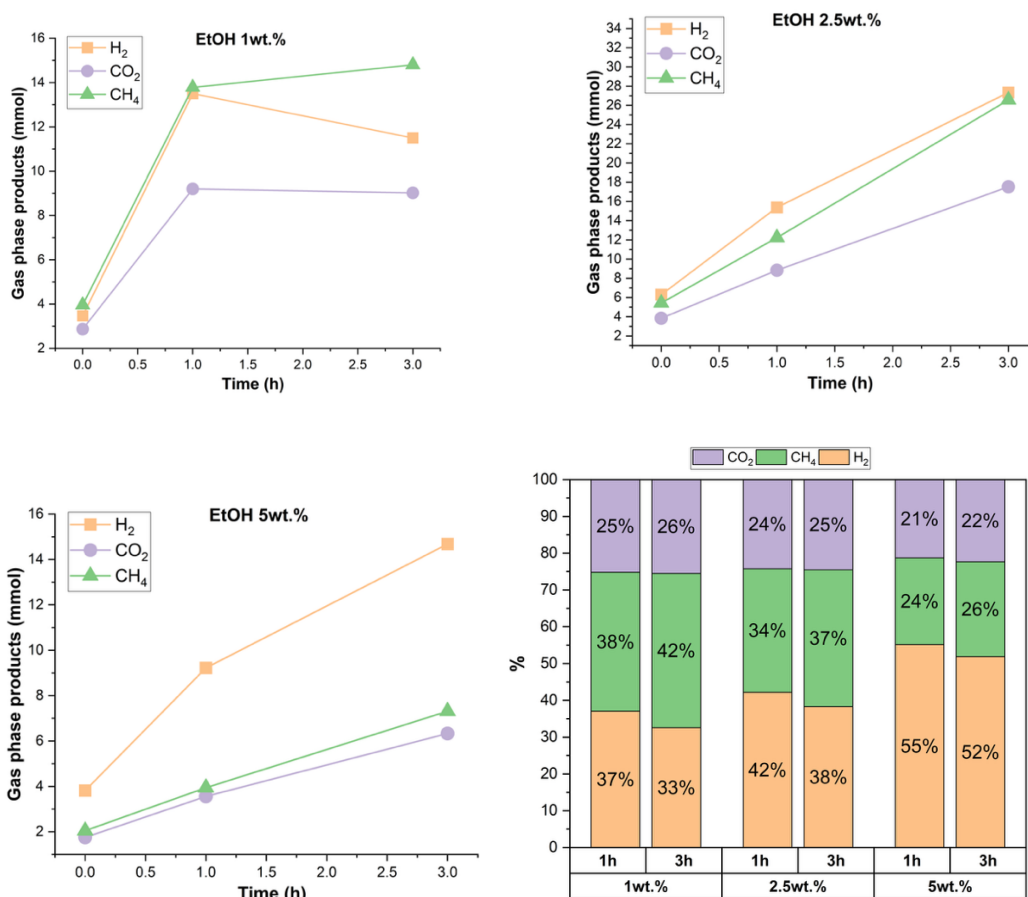 EtOH 1wt.%
H₂
CO₂
CH₄
Gas phase products (mmol)
16
14
12
10
8
6
4
2
0.0 0.5 1.0 1.5 2.0 2.5 3.0
Time (h)
EtOH 2.5wt.%
H₂
CO₂
CH₄
Gas phase products (mmol)
34
32
30
28
26
24
22
20
18
16
14
12
10
8
6
4
2
0.0 0.5 1.0 1.5 2.0 2.5 3.0
Time (h)
EtOH 5wt.%
H₂
CO₂
CH₄
Gas phase products (mmol)
16
14
12
10
8
6
4
2
0.0 0.5 1.0 1.5 2.0 2.5 3.0
Time (h)
CO₂ CH₄ H₂
%
100
90
80
70
60
50
40
30
20
10
0
25% 26% 24% 25% 21% 22%
38% 42% 34% 37% 24% 26%
37% 33% 42% 38% 55% 52%
1h 3h 1h 3h 1h 3h
1wt.% 2.5wt.% 5wt.%